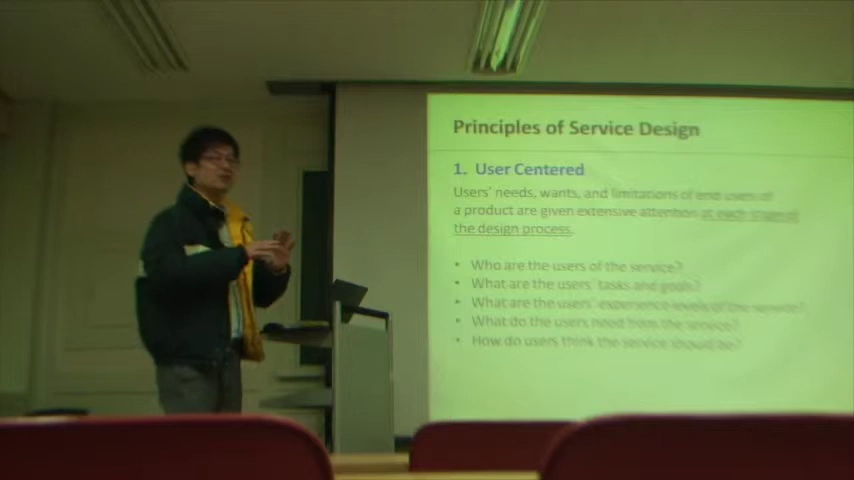 Principles of Service Design
1. User Centered
Users' needs, wants, and limitations of end users of
a product are given extensive attention at each stage of
the design process.
• Who are the users of the service?
• What are the users' tasks and goals?
• What are the users' experience levels of the service?
• What do the users need from the service?
• How do users think the service should be?